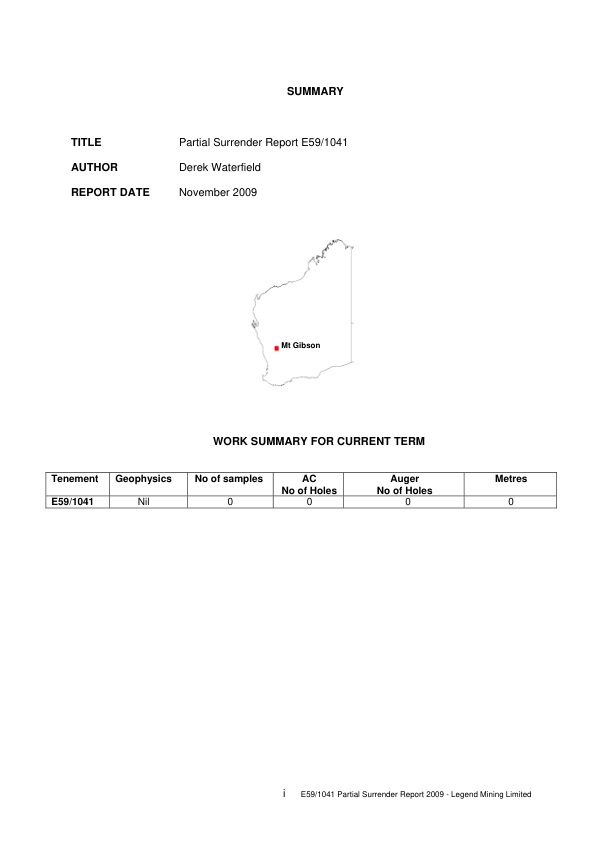 SUMMARY
TITLE Partial Surrender Report E59/1041
AUTHOR Derek Waterfield
REPORT DATE November 2009
Mt Gibson
WORK SUMMARY FOR CURRENT TERM
Tenement Geophysics No of samples AC No of Holes Auger No of Holes Metres
E59/1041 Nil 0 0 0 0
i E59/1041 Partial Surrender Report 2009 - Legend Mining Limited